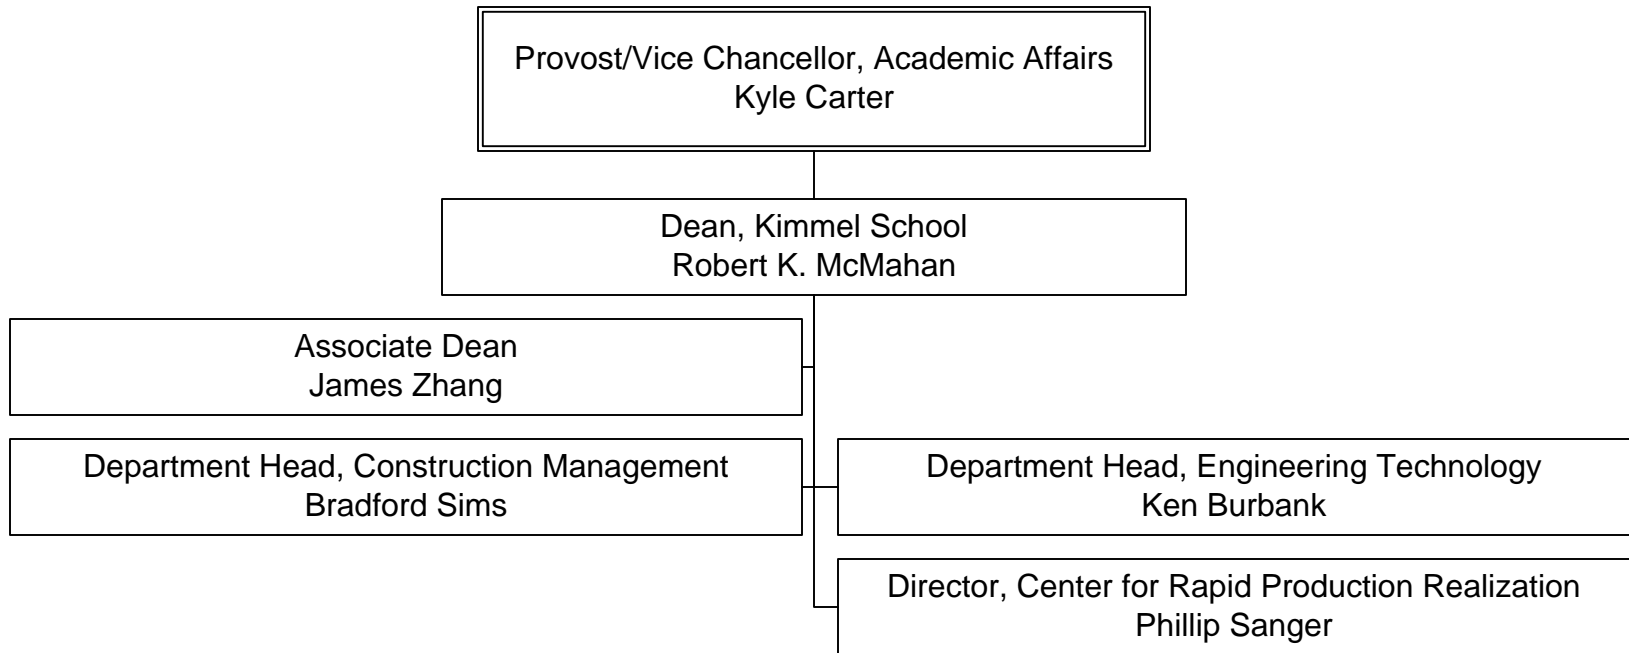 Provost/Vice Chancellor, Academic Affairs
Kyle Carter
Dean, Kimmel School
Robert K. McMahan
Associate Dean
James Zhang
Department Head, Construction Management
Bradford Sims
Department Head, Engineering Technology
Ken Burbank
Director, Center for Rapid Production Realization
Phillip Sanger